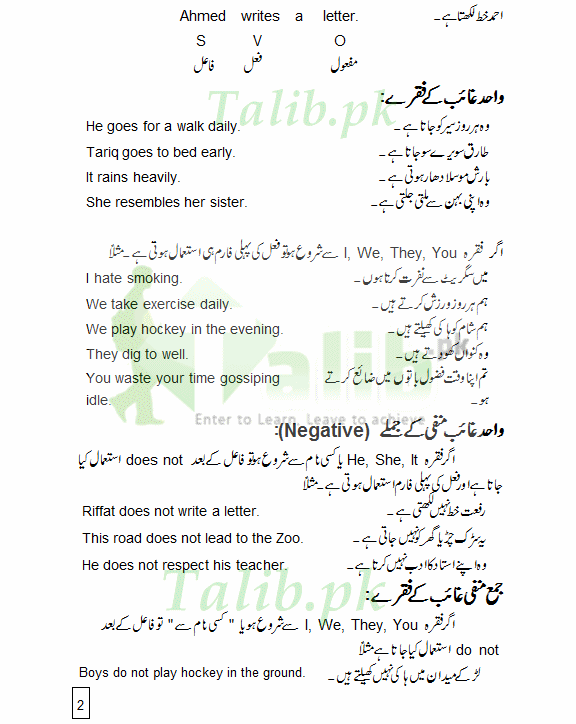 Ahmed writes a letter. احمد خط لکھتا ہے۔
S V O
فاعل فعل مفعول
Talib.pk
واحد غائب کے فقرے:
He goes for a walk daily. وہ ہر روز سیر کو جاتا ہے۔
Tariq goes to bed early. طارق سویرے سو جاتا ہے۔
It rains heavily. بارش موسلا دھار ہوتی ہے۔
She resembles her sister. وہ اپنی بہن سے ملتی جلتی ہے۔
اگر فقرہ I, We, They, You سے شروع ہو تو فعل کی پہلی فارم ہی استعمال ہوتی ہے۔ مثلاً
I hate smoking. میں سگریٹ سے نفرت کرتا ہوں۔
We take exercise daily. ہم ہر روز ورزش کرتے ہیں۔
We play hockey in the evening. ہم شام کو ہاکی کھیلتے ہیں۔
They dig to well. وہ کنواں کھودتے ہیں۔
You waste your time gossiping تم اپنا وقت فضول باتوں میں ضائع کرتے
idle. ہو۔
Talib.pk
Enter to Learn, Leave to achieve
واحد غائب منفی کے جملے (Negative):
اگر فقرہ He, She, It یا کسی نام سے شروع ہو تو فاعل کے بعد does not استعمال کیا
جاتا ہے اور فعل کی پہلی فارم استعمال ہوتی ہے۔ مثلاً
Riffat does not write a letter. رفعت خط نہیں لکھتی ہے۔
This road does not lead to the Zoo. یہ سڑک چڑیا گھر کو نہیں جاتی ہے۔
He does not respect his teacher. وہ اپنے استاد کا ادب نہیں کرتا ہے۔
Talib.pk
جمع منفی غائب کے فقرے:
اگر فقرہ I, We, They, You سے شروع ہو یا "کسی نام سے" تو فاعل کے بعد
do not استعمال کیا جاتا ہے مثلاً
Boys do not play hockey in the ground. لڑکے میدان میں ہاکی نہیں کھیلتے ہیں۔
2